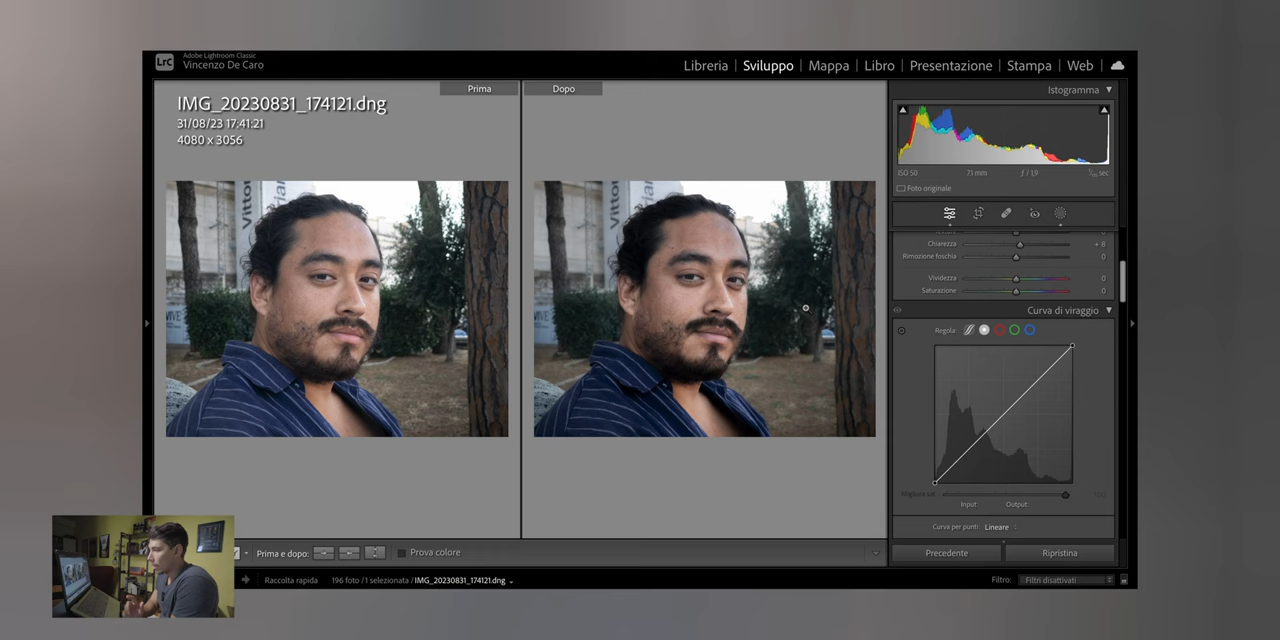 LrC
Adobe Lightroom Classic
Vincenzo De Caro
Libreria | Sviluppo | Mappa | Libro | Presentazione | Stampa | Web
Prima
Dopo
IMG_20230831_174121.dng
31/08/23 17:41:21
4080 x 3056
Istogramma
ISO 50 7.1 mm ƒ / 1,9 sec
Foto originale
Chiarezza + 8
Rimozione foschia 0
Vividezza 0
Saturazione 0
Curva di viraggio
Regola:
Input: Output:
Curva per punti: Lineare
Precedente
Ripristina
Prima e dopo:
Prova colore
Raccolta rapida
196 foto / 1 selezionata / IMG_20230831_174121.dng
Filtro: Filtri disattivati